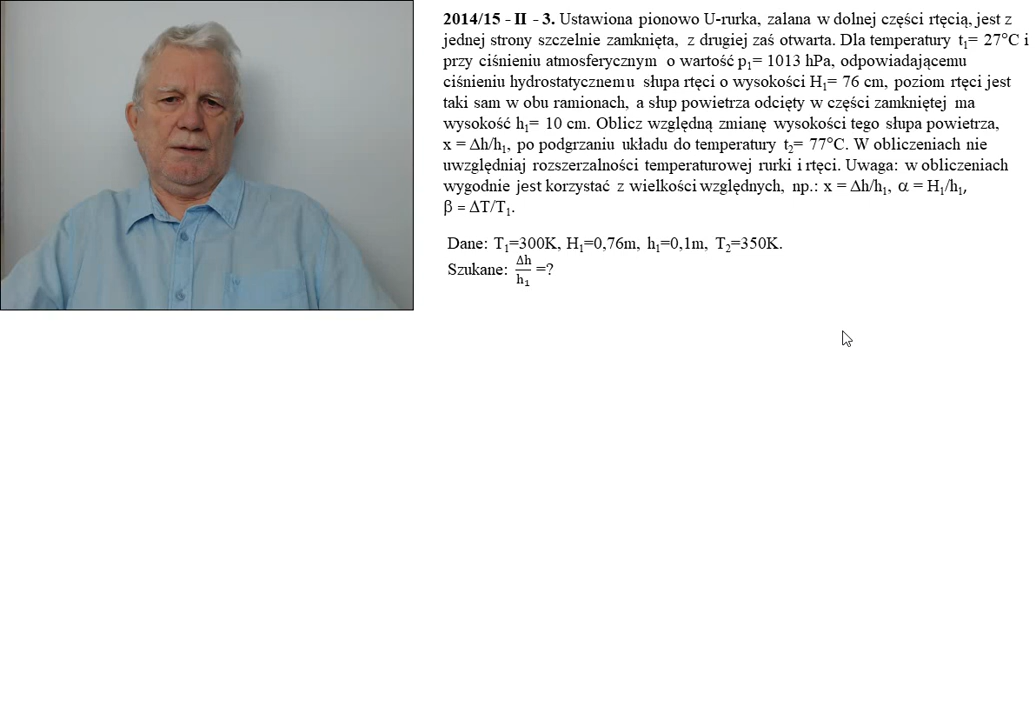 2014/15 - II - 3. Ustawiona pionowo U-rurka, zalana w dolnej części rtęcią, jest z
jednej strony szczelnie zamknięta, z drugiej zaś otwarta. Dla temperatury t₁= 27°C i
przy ciśnieniu atmosferycznym o wartość p₁= 1013 hPa, odpowiadającemu
ciśnieniu hydrostatycznemu słupa rtęci o wysokości H₁= 76 cm, poziom rtęci jest
taki sam w obu ramionach, a słup powietrza odcięty w części zamkniętej ma
wysokość h₁= 10 cm. Oblicz względną zmianę wysokości tego słupa powietrza,
x = Δh/h₁, po podgrzaniu układu do temperatury t₂= 77°C. W obliczeniach nie
uwzględniaj rozszerzalności temperaturowej rurki i rtęci. Uwaga: w obliczeniach
wygodnie jest korzystać z wielkości względnych, np.: x = Δh/h₁, α = H₁/h₁,
β = ΔT/T₁.
Dane: T₁=300K, H₁=0,76m, h₁=0,1m, T₂=350K.
Szukane: Δh/h₁ =?